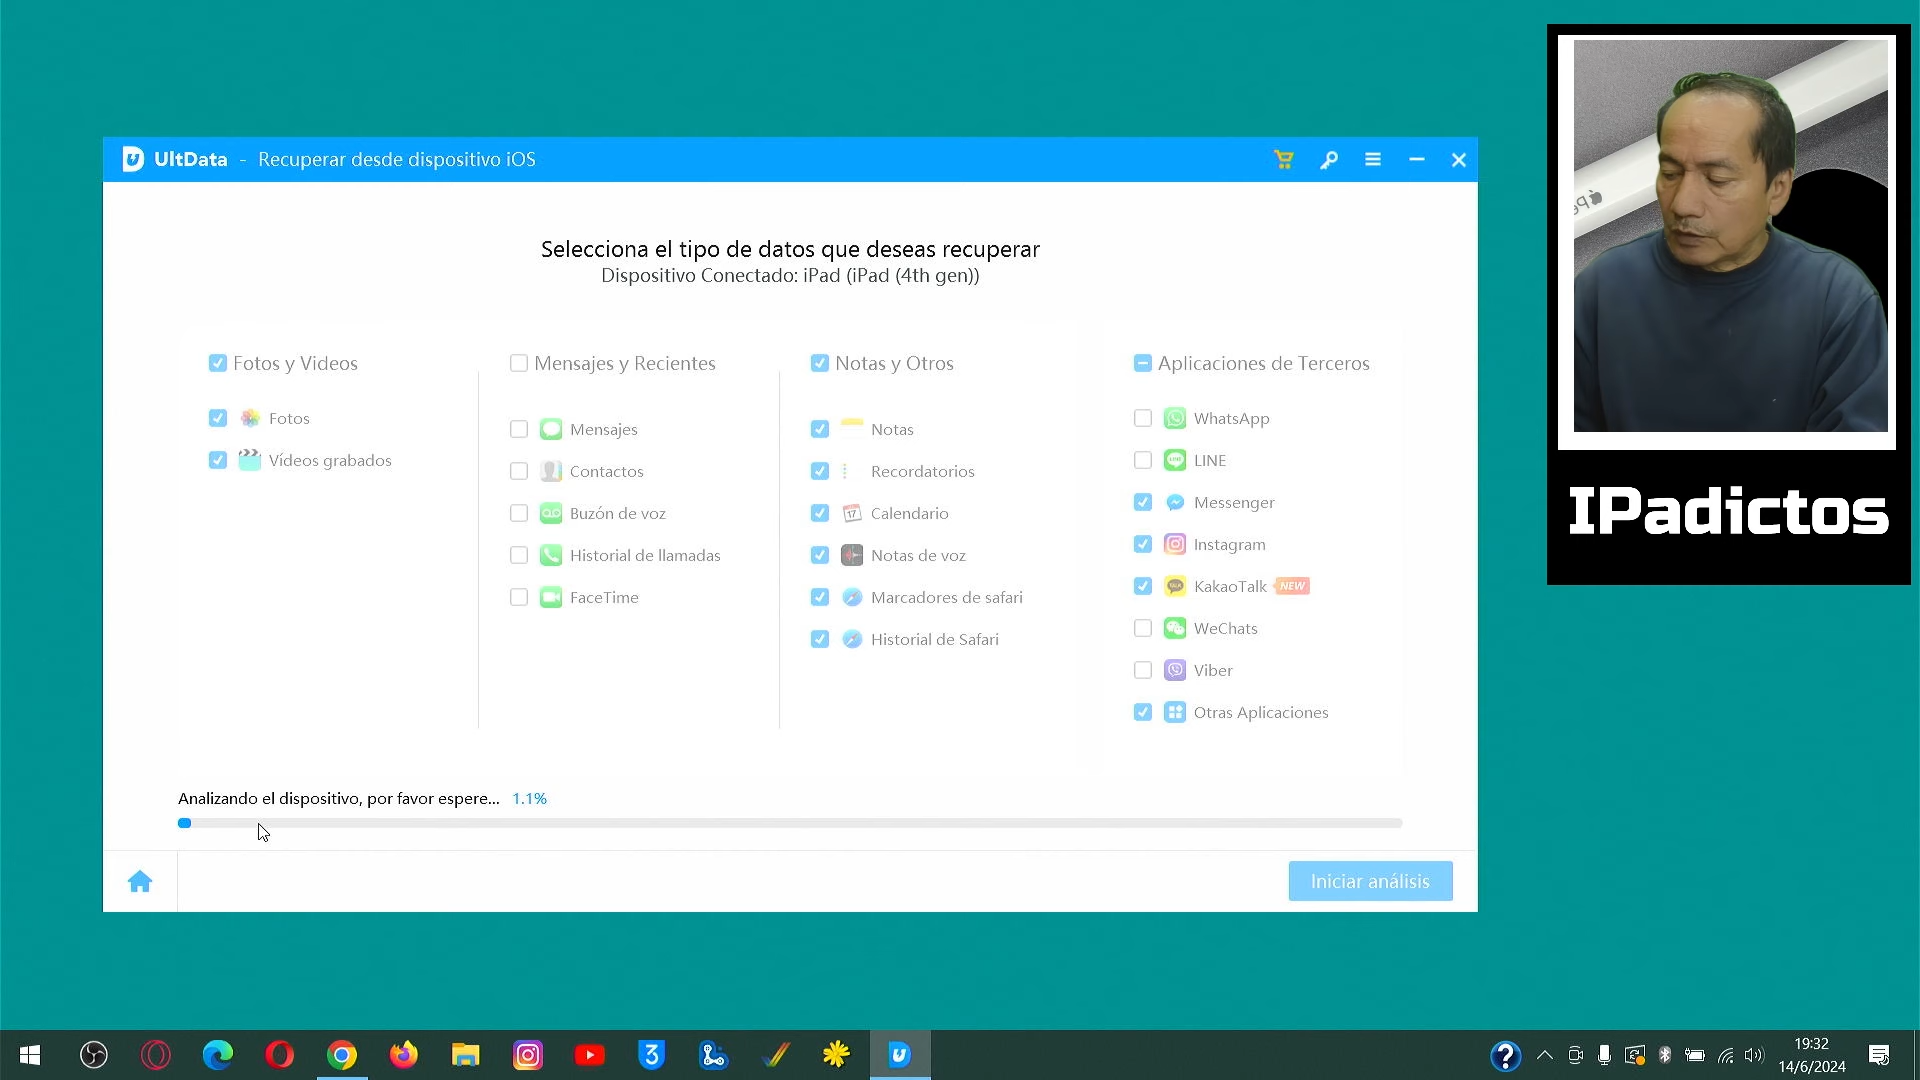 UltData - Recuperar desde dispositivo iOS
Selecciona el tipo de datos que deseas recuperar
Dispositivo Conectado: iPad (iPad (4th gen))
Fotos y Videos
Fotos
Vídeos grabados
Mensajes y Recientes
Mensajes
Contactos
Buzón de voz
Historial de llamadas
FaceTime
Notas y Otros
Notas
Recordatorios
17
Calendario
Notas de voz
Marcadores de safari
Historial de Safari
Aplicaciones de Terceros
WhatsApp
LINE
Messenger
Instagram
KakaoTalk NEW
WeChats
Viber
Otras Aplicaciones
Analizando el dispositivo, por favor espere... 1.1%
Iniciar análisis
IPadictos
3
19:32
14/6/2024